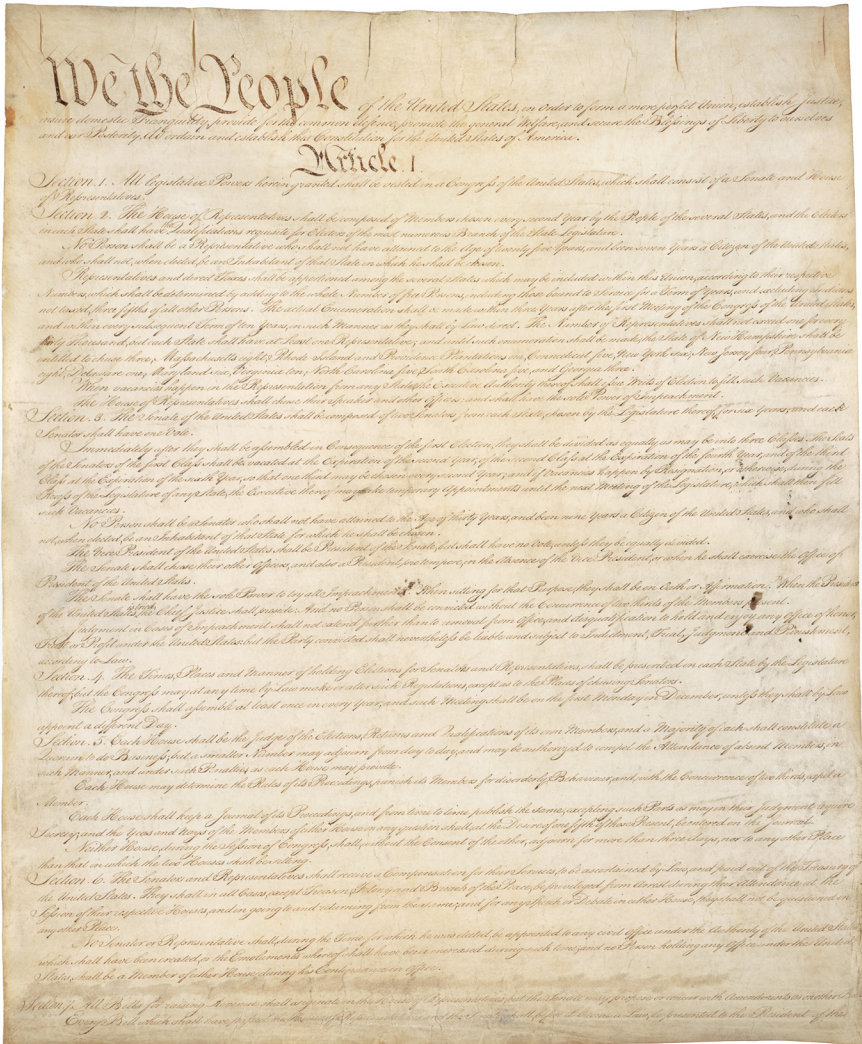 We the People of the United States, in Order to form a more perfect Union, establish Justice,
insure domestic Tranquility, provide for the common defence, promote the general Welfare, and secure the Blessings of Liberty to ourselves
and our Posterity, do ordain and establish this Constitution for the United States of America.
Article. I.
Section. 1. All legislative Powers herein granted shall be vested in a Congress of the United States, which shall consist of a Senate and House
of Representatives.
Section. 2. The House of Representatives shall be composed of Members chosen every second Year by the People of the several States, and the Electors
in each State shall have the Qualifications requisite for Electors of the most numerous Branch of the State Legislature.
No Person shall be a Representative who shall not have attained to the Age of twenty five Years, and been seven Years a Citizen of the United States,
and who shall not, when elected, be an Inhabitant of that State in which he shall be chosen.
Representatives and direct Taxes shall be apportioned among the several States which may be included within this Union, according to their respective
Numbers, which shall be determined by adding to the whole Number of free Persons, including those bound to Service for a Term of Years, and excluding Indians
not taxed, three fifths of all other Persons. The actual Enumeration shall be made within three Years after the first Meeting of the Congress of the United States,
and within every subsequent Term of ten Years, in such Manner as they shall by Law direct. The Number of Representatives shall not exceed one for every
thirty Thousand, but each State shall have at Least one Representative; and until such enumeration shall be made, the State of New Hampshire shall be
entitled to chuse three, Massachusetts eight, Rhode Island and Providence Plantations one, Connecticut five, New York six, New Jersey four, Pennsylvania
eight, Delaware one, Maryland six, Virginia ten, North Carolina five, South Carolina five, and Georgia three.
When vacancies happen in the Representation from any State, the Executive Authority thereof shall issue Writs of Election to fill such Vacancies.
The House of Representatives shall chuse their Speaker and other Officers; and shall have the sole Power of Impeachment.
Section. 3. The Senate of the United States shall be composed of two Senators from each State, chosen by the Legislature thereof, for six Years; and each
Senator shall have one Vote.
Immediately after they shall be assembled in Consequence of the first Election, they shall be divided as equally as may be into three Classes. The Seats
of the Senators of the first Class shall be vacated at the Expiration of the second Year, of the second Class at the Expiration of the fourth Year, and of the third
Class at the Expiration of the sixth Year, so that one third may be chosen every second Year; and if Vacancies happen by Resignation, or otherwise, during the
Recess of the Legislature of any State, the Executive thereof may make temporary Appointments until the next Meeting of the Legislature, which shall then fill
such Vacancies.
No Person shall be a Senator who shall not have attained to the Age of thirty Years, and been nine Years a Citizen of the United States, and who shall
not, when elected, be an Inhabitant of that State for which he shall be chosen.
The Vice President of the United States shall be President of the Senate, but shall have no Vote, unless they be equally divided.
The Senate shall chuse their other Officers, and also a President pro tempore, in the Absence of the Vice President, or when he shall exercise the Office of
President of the United States.
The Senate shall have the sole Power to try all Impeachments. When sitting for that Purpose, they shall be on Oath or Affirmation. When the President
of the United States is tried, the Chief Justice shall preside: And no Person shall be convicted without the Concurrence of two thirds of the Members present.
Judgment in Cases of Impeachment shall not extend further than to removal from Office, and disqualification to hold and enjoy any Office of honor,
Trust or Profit under the United States: but the Party convicted shall nevertheless be liable and subject to Indictment, Trial, Judgment and Punishment,
according to Law.
Section. 4. The Times, Places and Manner of holding Elections for Senators and Representatives, shall be prescribed in each State by the Legislature
thereof; but the Congress may at any time by Law make or alter such Regulations, except as to the Places of chusing Senators.
The Congress shall assemble at least once in every Year, and such Meeting shall be on the first Monday in December, unless they shall by Law
appoint a different Day.
Section. 5. Each House shall be the Judge of the Elections, Returns and Qualifications of its own Members, and a Majority of each shall constitute a
Quorum to do Business; but a smaller Number may adjourn from day to day, and may be authorized to compel the Attendance of absent Members, in
such Manner, and under such Penalties as each House may provide.
Each House may determine the Rules of its Proceedings, punish its Members for disorderly Behaviour, and, with the Concurrence of two thirds, expel a
Member.
Each House shall keep a Journal of its Proceedings, and from time to time publish the same, excepting such Parts as may in their Judgment require
Secrecy; and the Yeas and Nays of the Members of either House on any question shall, at the Desire of one fifth of those Present, be entered on the Journal.
Neither House, during the Session of Congress, shall, without the Consent of the other, adjourn for more than three days, nor to any other Place
than that in which the two Houses shall be sitting.
Section. 6. The Senators and Representatives shall receive a Compensation for their Services, to be ascertained by Law, and paid out of the Treasury of
the United States. They shall in all Cases, except Treason, Felony and Breach of the Peace, be privileged from Arrest during their Attendance at the
Session of their respective Houses, and in going to and returning from the same; and for any Speech or Debate in either House, they shall not be questioned in
any other Place.
No Senator or Representative shall, during the Time for which he was elected, be appointed to any civil Office under the Authority of the United States,
which shall have been created, or the Emoluments whereof shall have been encreased during such time; and no Person holding any Office under the United
States, shall be a Member of either House during his Continuance in Office.
Section. 7. All Bills for raising Revenue shall originate in the House of Representatives; but the Senate may propose or concur with Amendments as on other Bills.
Every Bill which shall have passed the House of Representatives and the Senate, shall, before it become a Law, be presented to the President of the